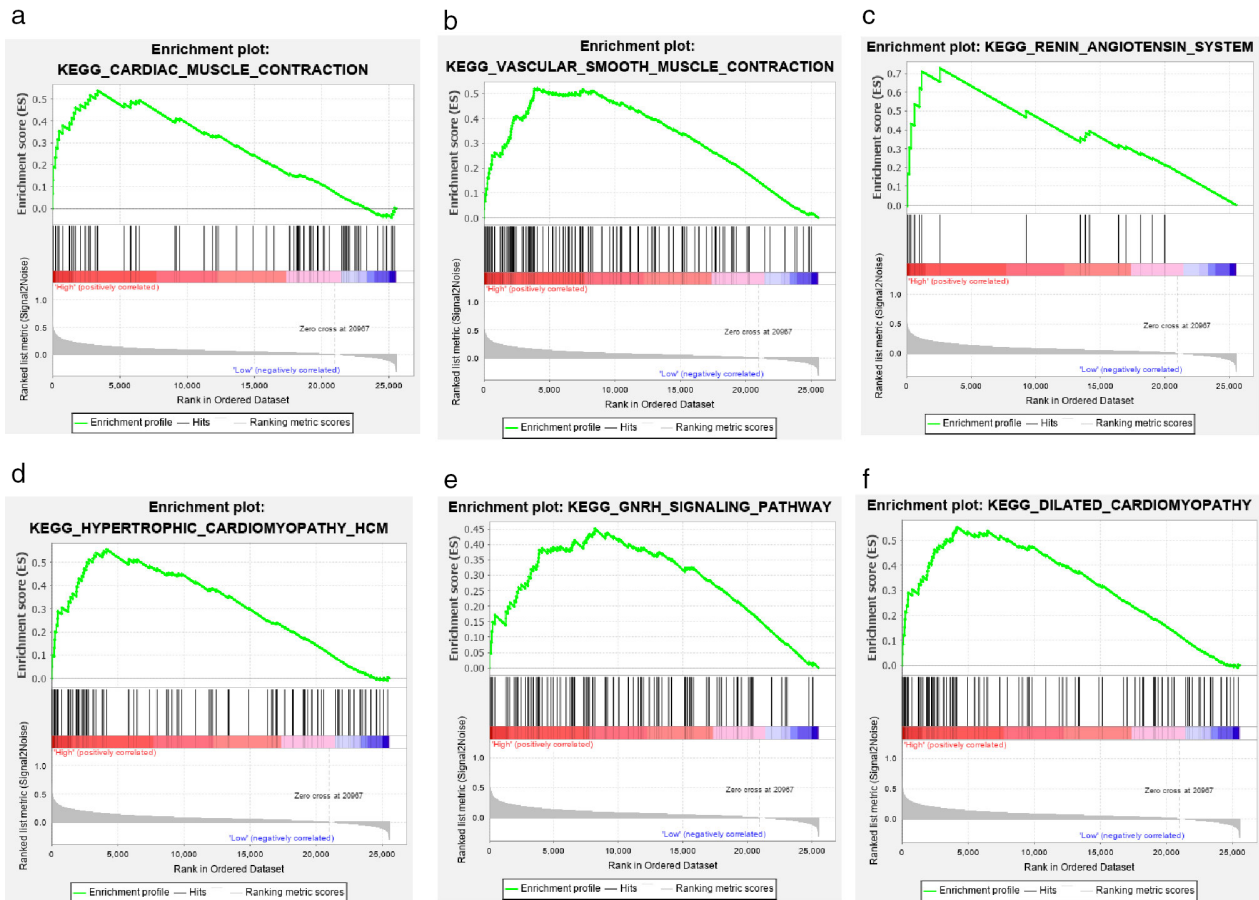 a
Enrichment plot:
KEGG_CARDIAC_MUSCLE_CONTRACTION
Enrichment score (ES)
0.5
0.4
0.3
0.2
0.1
0.0
'High' (positively correlated)
Ranked list metric (Signal2Noise)
1.0
0.5
0.0
Zero cross at 20967
'Low' (negatively correlated)
0 5,000 10,000 15,000 20,000 25,000
Rank in Ordered Dataset
Enrichment profile Hits Ranking metric scores
b
Enrichment plot:
KEGG_VASCULAR_SMOOTH_MUSCLE_CONTRACTION
Enrichment score (ES)
0.5
0.4
0.3
0.2
0.1
0.0
'High' (positively correlated)
Ranked list metric (Signal2Noise)
1.0
0.5
0.0
Zero cross at 20967
'Low' (negatively correlated)
0 5,000 10,000 15,000 20,000 25,000
Rank in Ordered Dataset
Enrichment profile Hits Ranking metric scores
c
Enrichment plot: KEGG_RENIN_ANGIOTENSIN_SYSTEM
Enrichment score (ES)
0.7
0.6
0.5
0.4
0.3
0.2
0.1
0.0
'High' (positively correlated)
Ranked list metric (Signal2Noise)
1.0
0.5
0.0
Zero cross at 20967
'Low' (negatively correlated)
0 5,000 10,000 15,000 20,000 25,000
Rank in Ordered Dataset
Enrichment profile Hits Ranking metric scores
d
Enrichment plot:
KEGG_HYPERTROPHIC_CARDIOMYOPATHY_HCM
Enrichment score (ES)
0.5
0.4
0.3
0.2
0.1
0.0
'High' (positively correlated)
Ranked list metric (Signal2Noise)
1.0
0.5
0.0
Zero cross at 20967
'Low' (negatively correlated)
0 5,000 10,000 15,000 20,000 25,000
Rank in Ordered Dataset
Enrichment profile Hits Ranking metric scores
e
Enrichment plot: KEGG_GNRH_SIGNALING_PATHWAY
Enrichment score (ES)
0.45
0.40
0.35
0.30
0.25
0.20
0.15
0.10
0.05
0.00
'High' (positively correlated)
Ranked list metric (Signal2Noise)
1.0
0.5
0.0
Zero cross at 20967
'Low' (negatively correlated)
0 5,000 10,000 15,000 20,000 25,000
Rank in Ordered Dataset
Enrichment profile Hits Ranking metric scores
f
Enrichment plot: KEGG_DILATED_CARDIOMYOPATHY
Enrichment score (ES)
0.5
0.4
0.3
0.2
0.1
0.0
'High' (positively correlated)
Ranked list metric (Signal2Noise)
1.0
0.5
0.0
Zero cross at 20967
'Low' (negatively correlated)
0 5,000 10,000 15,000 20,000 25,000
Rank in Ordered Dataset
Enrichment profile Hits Ranking metric scores